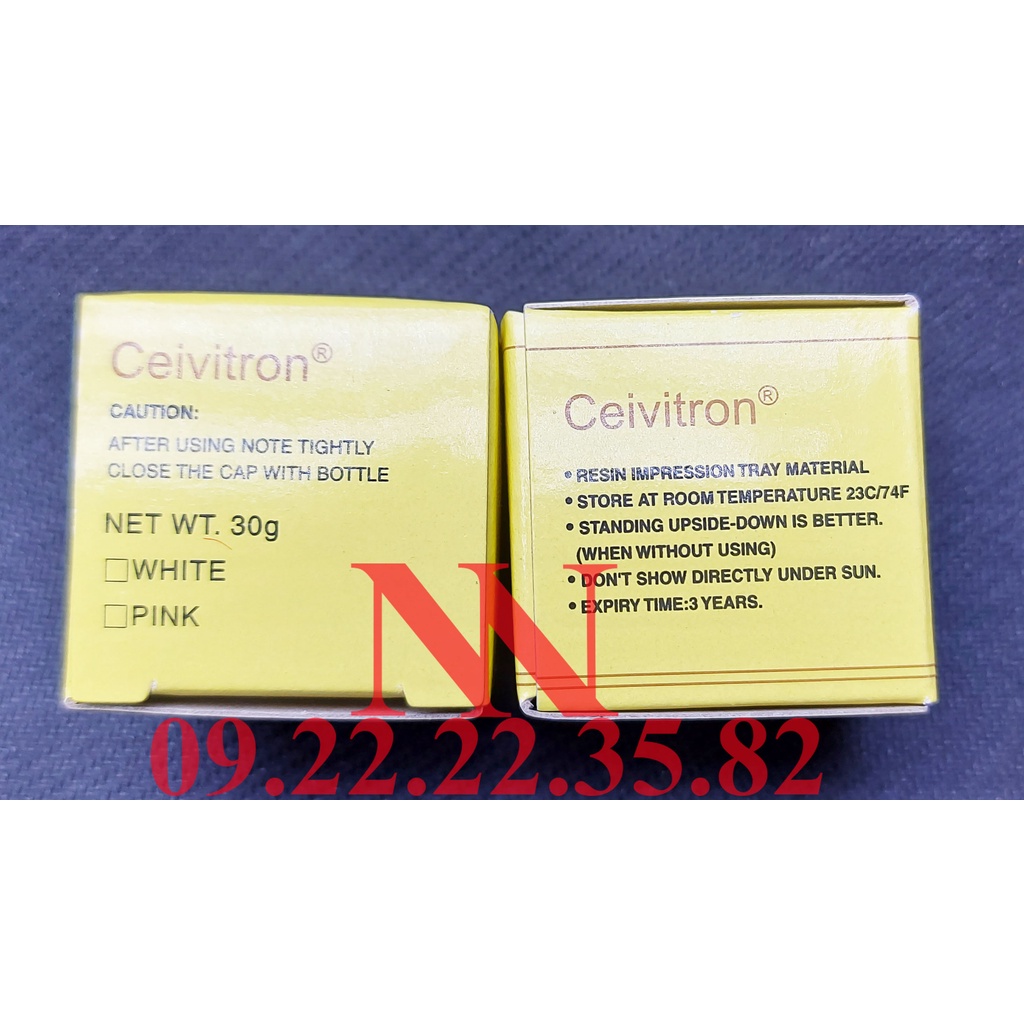 Ceivitron®
CAUTION:
AFTER USING NOTE TIGHTLY
CLOSE THE CAP WITH BOTTLE
NET WT. 30g
WHITE
PINK
Ceivitron®
• RESIN IMPRESSION TRAY MATERIAL
• STORE AT ROOM TEMPERATURE 23C/74F
• STANDING UPSIDE-DOWN IS BETTER.
(WHEN WITHOUT USING)
• DON'T SHOW DIRECTLY UNDER SUN.
• EXPIRY TIME:3 YEARS.
NN
09.22.22.35.82